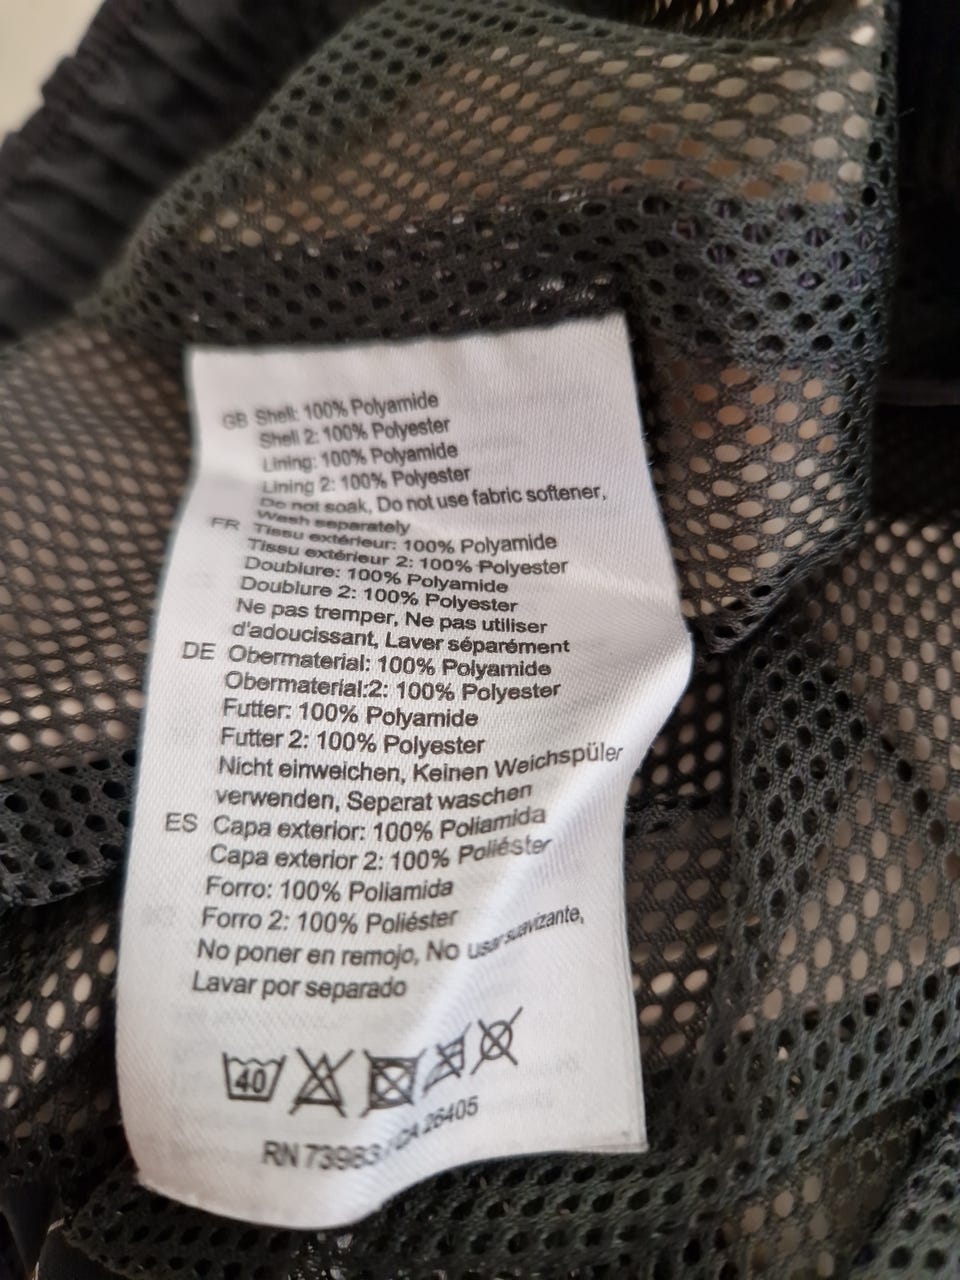 GB Shell: 100% Polyamide
Shell 2: 100% Polyester
Lining: 100% Polyamide
Lining 2: 100% Polyester
Do not soak, Do not use fabric softener,
Wash separately
FR Tissu extérieur: 100% Polyamide
Tissu extérieur 2: 100% Polyester
Doublure: 100% Polyamide
Doublure 2: 100% Polyester
Ne pas tremper, Ne pas utiliser
d'adoucissant, Laver séparément
DE Obermaterial: 100% Polyamide
Obermaterial:2: 100% Polyester
Futter: 100% Polyamide
Futter 2: 100% Polyester
Nicht einweichen, Keinen Weichspüler
verwenden, Separat waschen
ES Capa exterior: 100% Poliamida
Capa exterior 2: 100% Poliéster
Forro: 100% Poliamida
Forro 2: 100% Poliéster
No poner en remojo, No usar suavizante,
Lavar por separado
40
RN 73983 / CA 26405